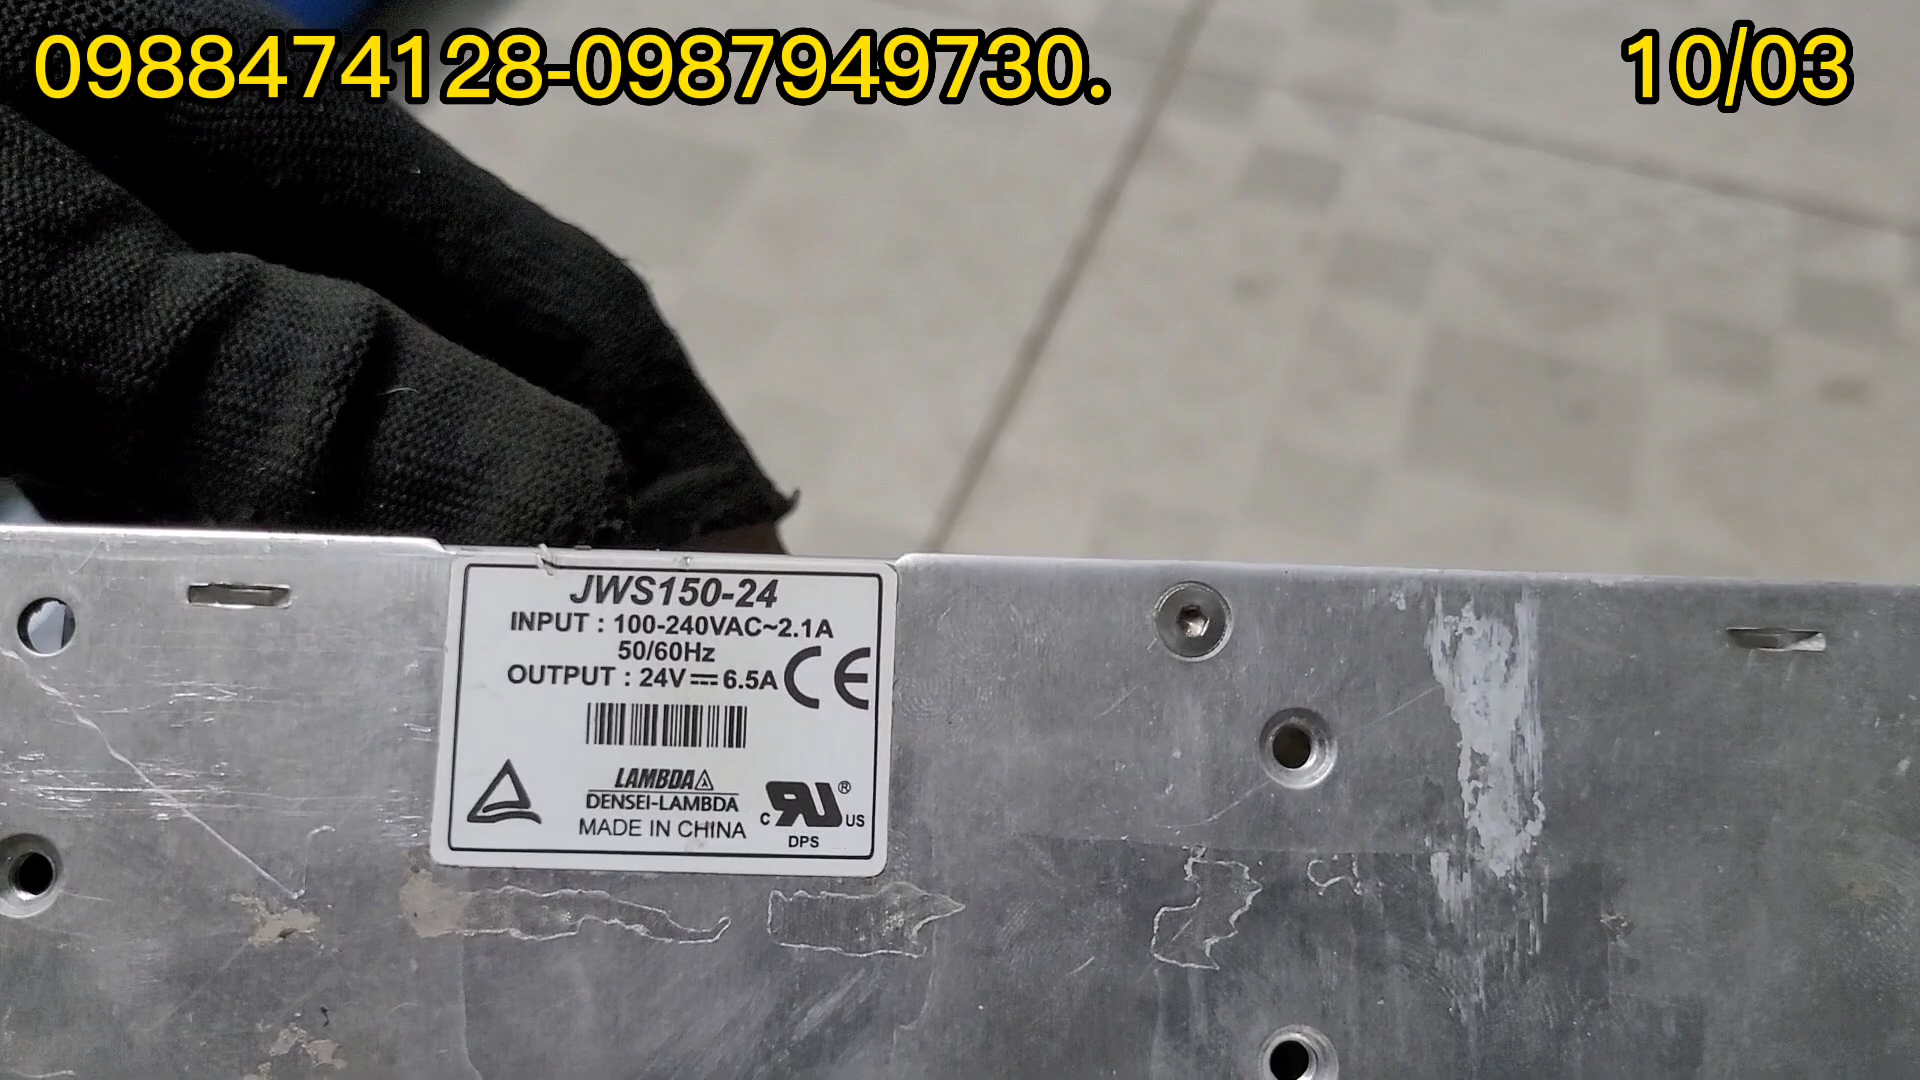 0988474128-0987949730.
10/03
JWS150-24
INPUT : 100-240VAC~2.1A
50/60Hz
OUTPUT : 24V⎓6.5A
CE
LAMBDA
DENSEI-LAMBDA
MADE IN CHINA
C RU ® US
DPS